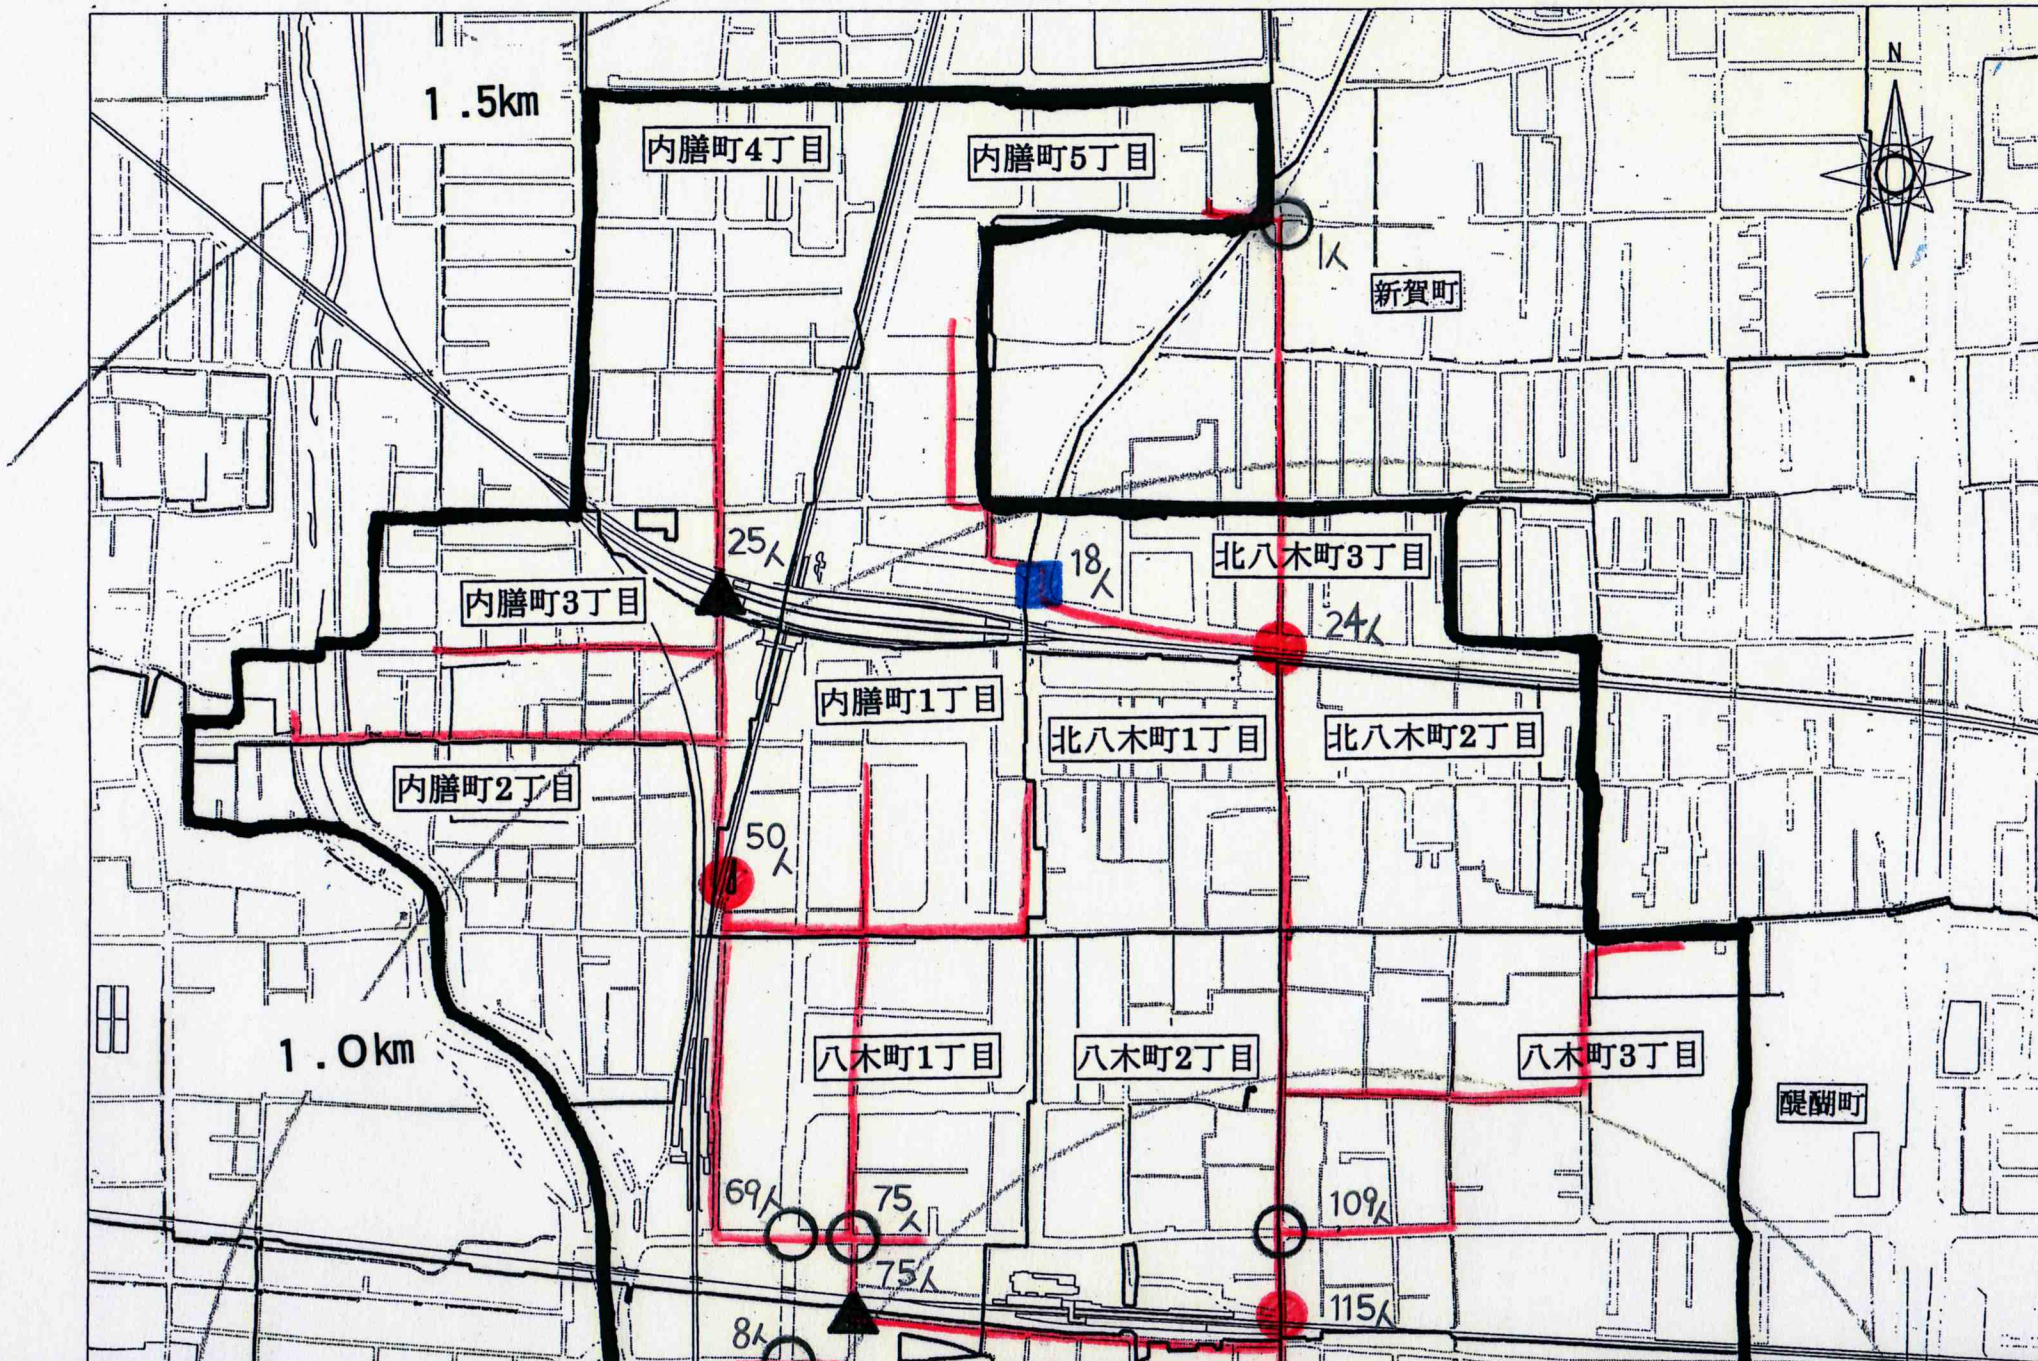 N
1.5km
内膳町4丁目
内膳町5丁目
1人
新賀町
25人
18人
北八木町3丁目
内膳町3丁目
24人
内膳町1丁目
北八木町1丁目
北八木町2丁目
内膳町2丁目
50人
1.0km
八木町1丁目
八木町2丁目
八木町3丁目
醍醐町
69人
75人
109人
75人
115人
8人